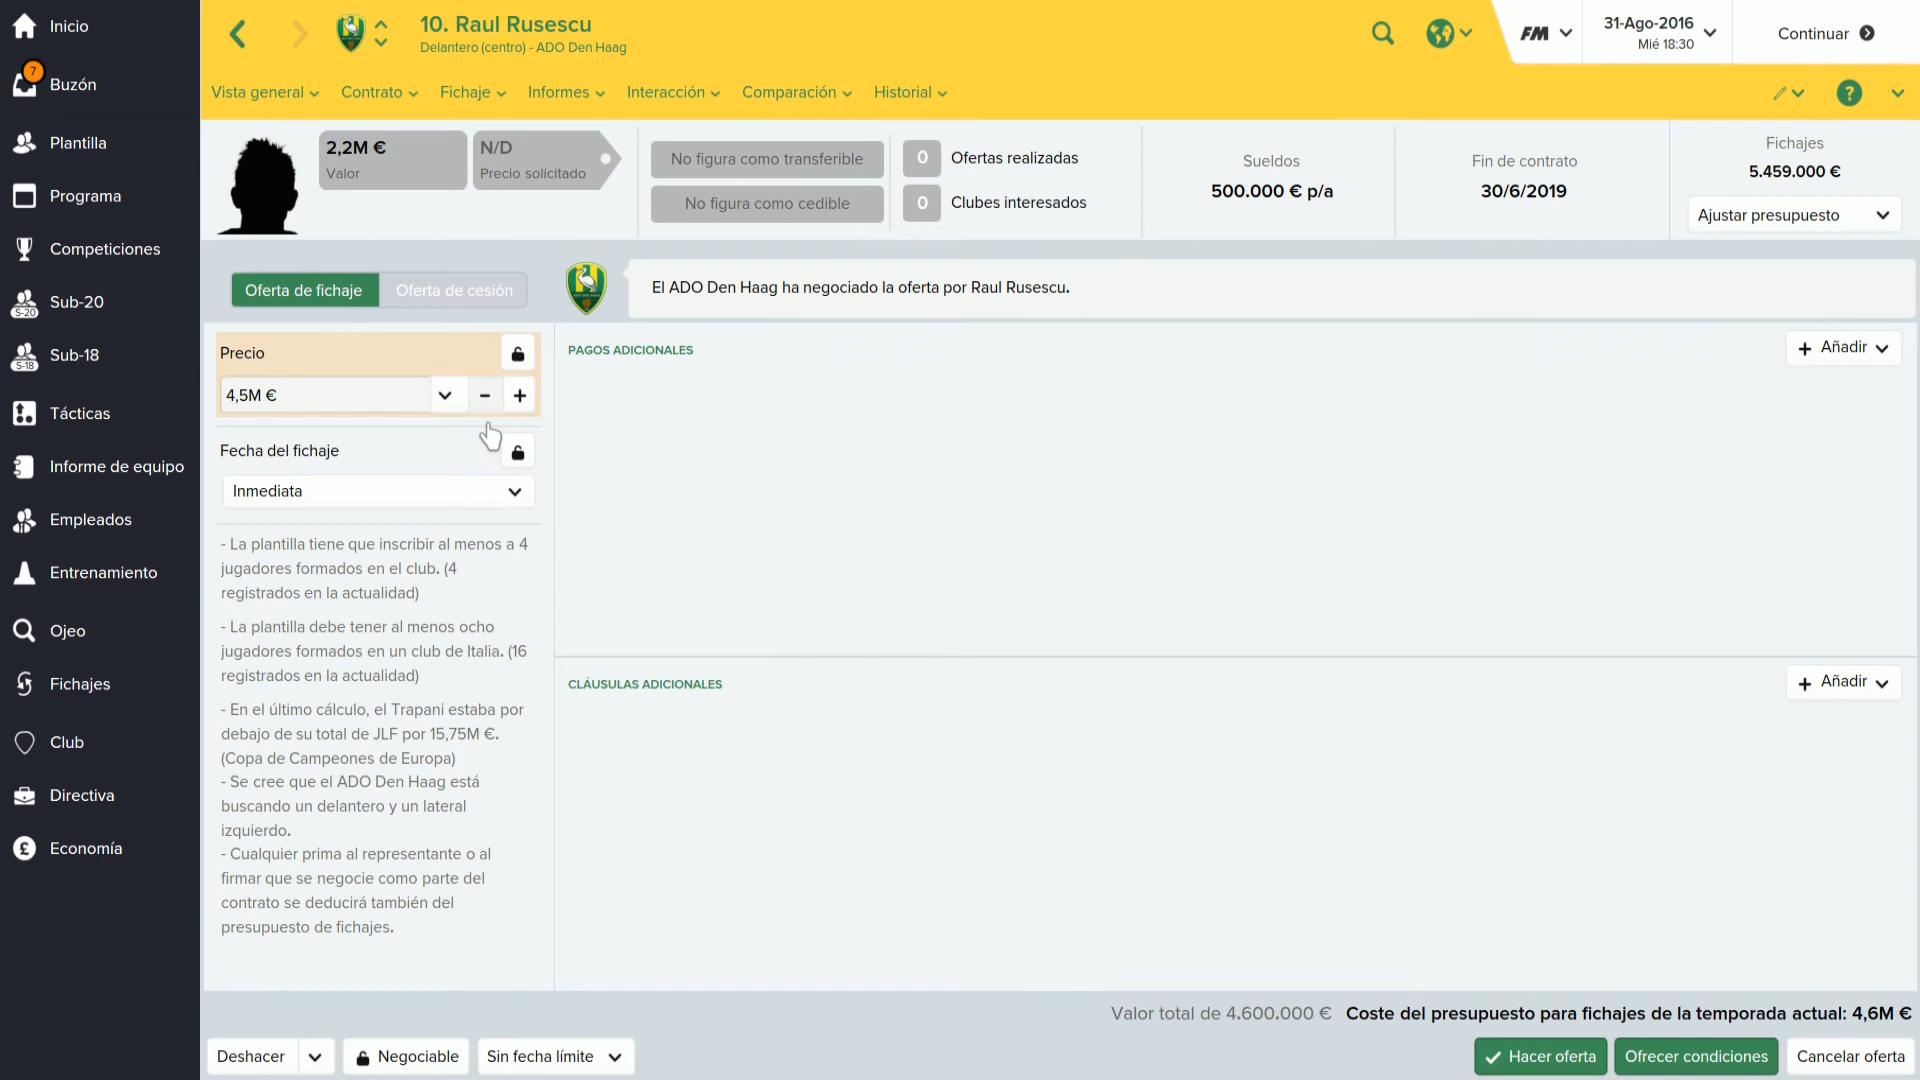 Inicio
7
Buzón
Plantilla
Programa
Competiciones
Sub-20
S-20
Sub-18
S-18
Tácticas
Informe de equipo
Empleados
Entrenamiento
Ojeo
Fichajes
Club
Directiva
Economía
10. Raul Rusescu
Delantero (centro) - ADO Den Haag
FM
31-Ago-2016
Mié 18:30
Continuar
Vista general
Contrato
Fichaje
Informes
Interacción
Comparación
Historial
?
2,2M €
Valor
N/D
Precio solicitado
No figura como transferible
No figura como cedible
0 Ofertas realizadas
0 Clubes interesados
Sueldos
500.000 € p/a
Fin de contrato
30/6/2019
Fichajes
5.459.000 €
Ajustar presupuesto
Oferta de fichaje
Oferta de cesión
El ADO Den Haag ha negociado la oferta por Raul Rusescu.
Precio
4,5M €
Fecha del fichaje
Inmediata
- La plantilla tiene que inscribir al menos a 4
jugadores formados en el club. (4
registrados en la actualidad)
- La plantilla debe tener al menos ocho
jugadores formados en un club de Italia. (16
registrados en la actualidad)
- En el último cálculo, el Trapani estaba por
debajo de su total de JLF por 15,75M €.
(Copa de Campeones de Europa)
- Se cree que el ADO Den Haag está
buscando un delantero y un lateral
izquierdo.
- Cualquier prima al representante o al
firmar que se negocie como parte del
contrato se deducirá también del
presupuesto de fichajes.
PAGOS ADICIONALES
Añadir
CLÁUSULAS ADICIONALES
Añadir
Valor total de 4.600.000 € Coste del presupuesto para fichajes de la temporada actual: 4,6M €
Deshacer
Negociable
Sin fecha límite
Hacer oferta
Ofrecer condiciones
Cancelar oferta